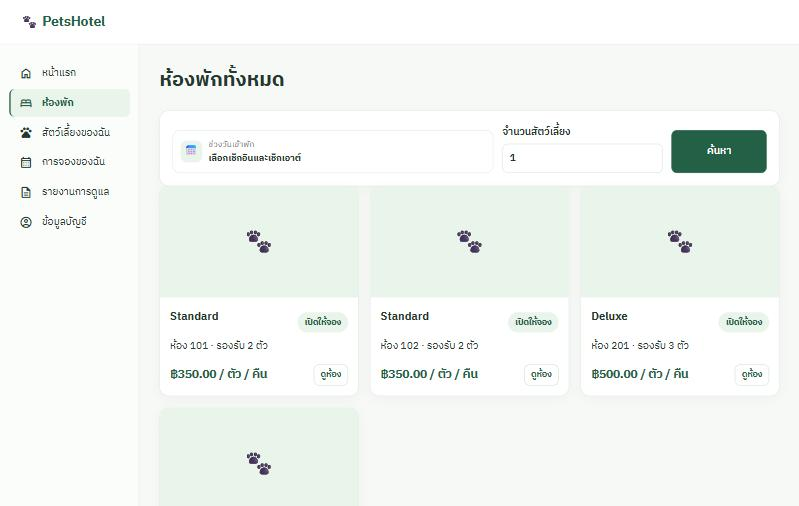 PetsHotel
หน้าแรก
ห้องพัก
สัตว์เลี้ยงของฉัน
การจองของฉัน
รายงานการดูแล
ข้อมูลบัญชี
ห้องพักทั้งหมด
ช่วงวันเข้าพัก
เลือกเช็กอินและเช็กเอาต์
จำนวนสัตว์เลี้ยง
1
ค้นหา
Standard
เปิดให้จอง
ห้อง 101 · รองรับ 2 ตัว
฿350.00 / ตัว / คืน
ดูห้อง
Standard
เปิดให้จอง
ห้อง 102 · รองรับ 2 ตัว
฿350.00 / ตัว / คืน
ดูห้อง
Deluxe
เปิดให้จอง
ห้อง 201 · รองรับ 3 ตัว
฿500.00 / ตัว / คืน
ดูห้อง